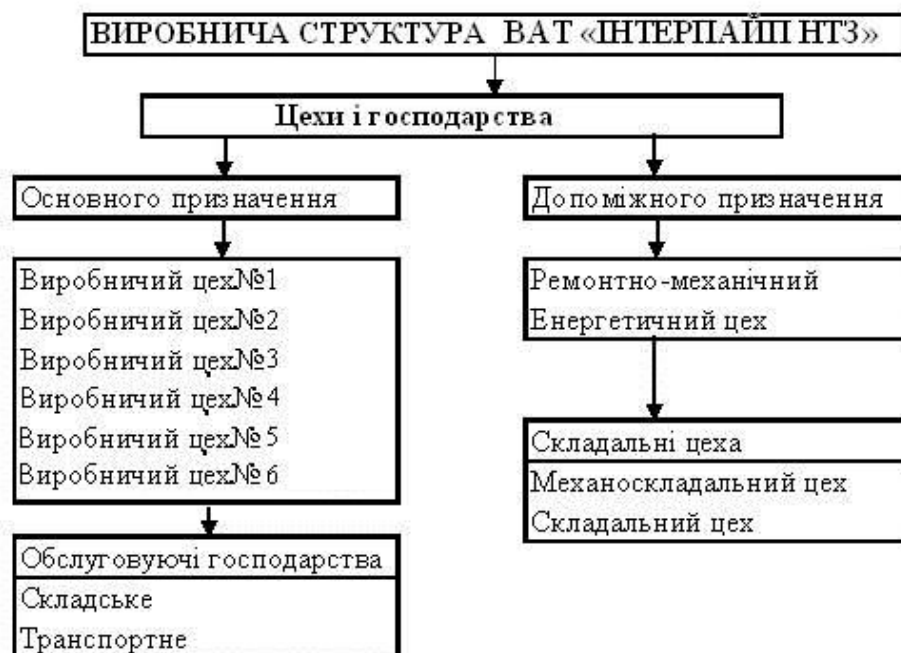 ВИРОБНИЧА СТРУКТУРА ВАТ «ІНТЕРПАЙП НТЗ»
Цехи і господарства
Основного призначення
Виробничий цех№1
Виробничий цех№2
Виробничий цех№3
Виробничий цех№4
Виробничий цех№5
Виробничий цех№6
Обслуговуючі господарства
Складське
Транспортне
Допоміжного призначення
Ремонтно-механічний
Енергетичний цех
Складальні цеха
Механоскладальний цех
Складальний цех